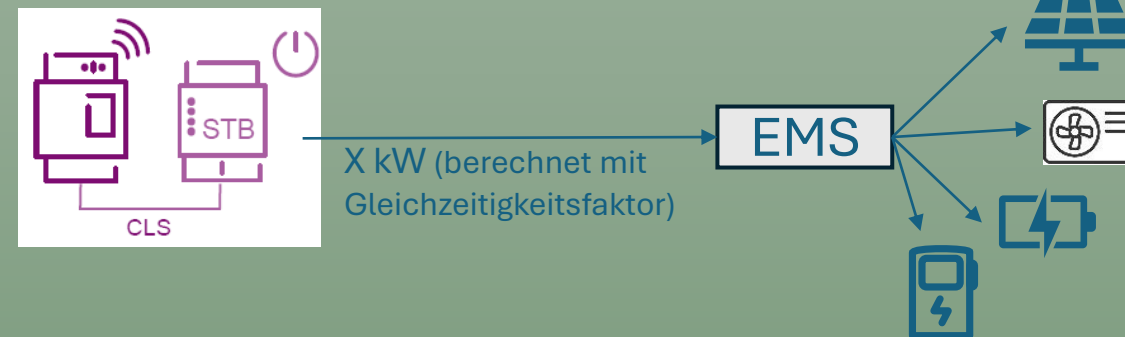 STB
CLS
X kW (berechnet mit
Gleichzeitigkeitsfaktor)
EMS